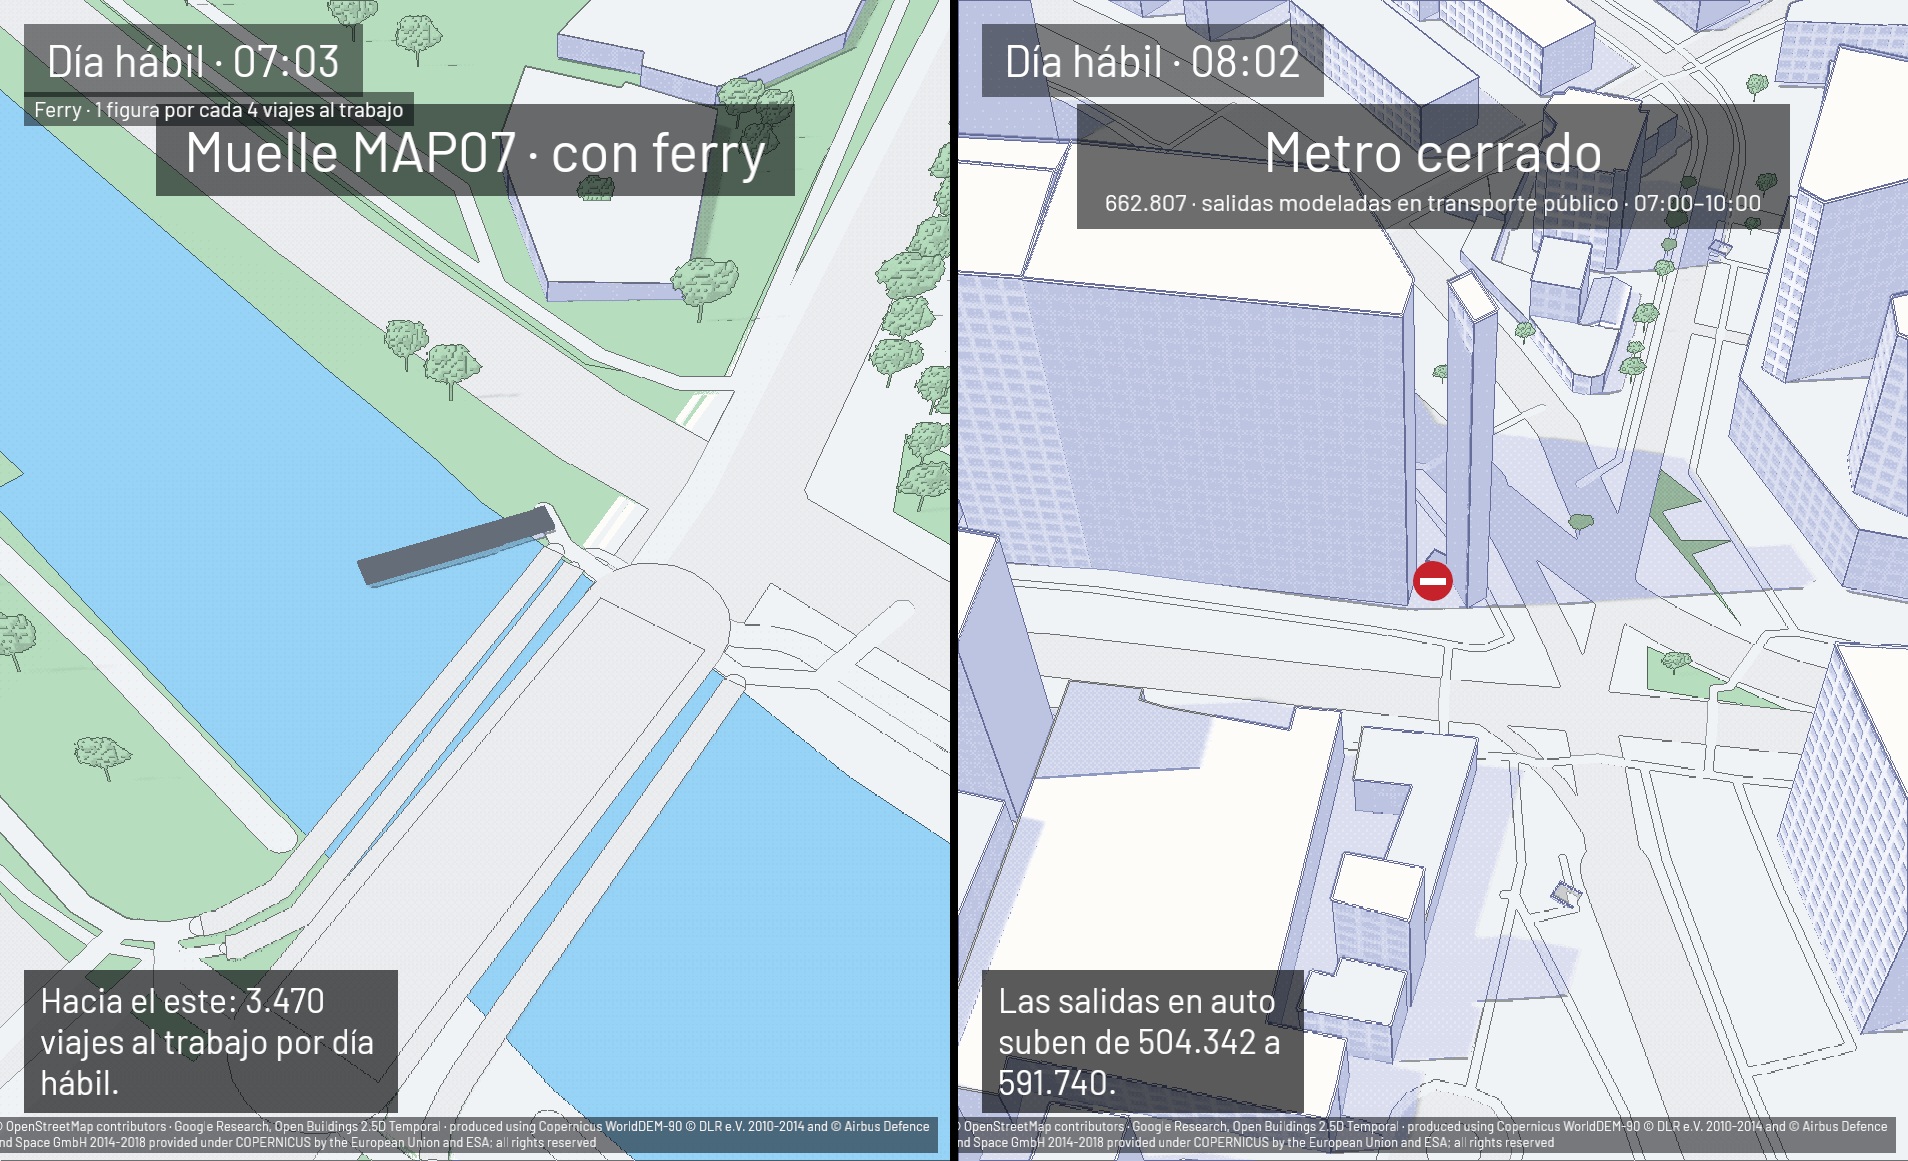 Día hábil · 07:03
Ferry · 1 figura por cada 4 viajes al trabajo
Muelle MAP07 · con ferry
Hacia el este: 3.470
viajes al trabajo por día
hábil.
© OpenStreetMap contributors · Google Research, Open Buildings 2.5D Temporal · produced using Copernicus WorldDEM-90 © DLR e.V. 2010-2014 and © Airbus Defence
nd Space GmbH 2014-2018 provided under COPERNICUS by the European Union and ESA; all rights reserved
Día hábil · 08:02
Metro cerrado
662.807 · salidas modeladas en transporte público · 07:00–10:00
Las salidas en auto
suben de 504.342 a
591.740.
© OpenStreetMap contributors · Google Research, Open Buildings 2.5D Temporal · produced using Copernicus WorldDEM-90 © DLR e.V. 2010-2014 and © Airbus Defence
nd Space GmbH 2014-2018 provided under COPERNICUS by the European Union and ESA; all rights reserved